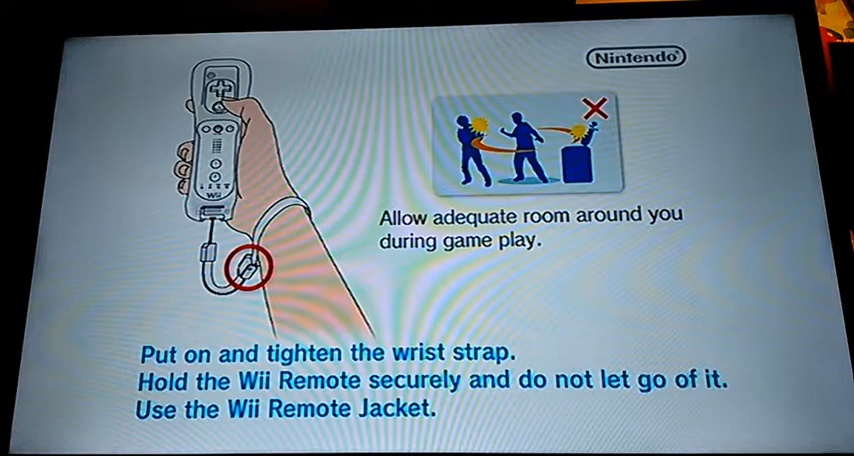 Nintendo®
Wii
Allow adequate room around you
during game play.
Put on and tighten the wrist strap.
Hold the Wii Remote securely and do not let go of it.
Use the Wii Remote Jacket.